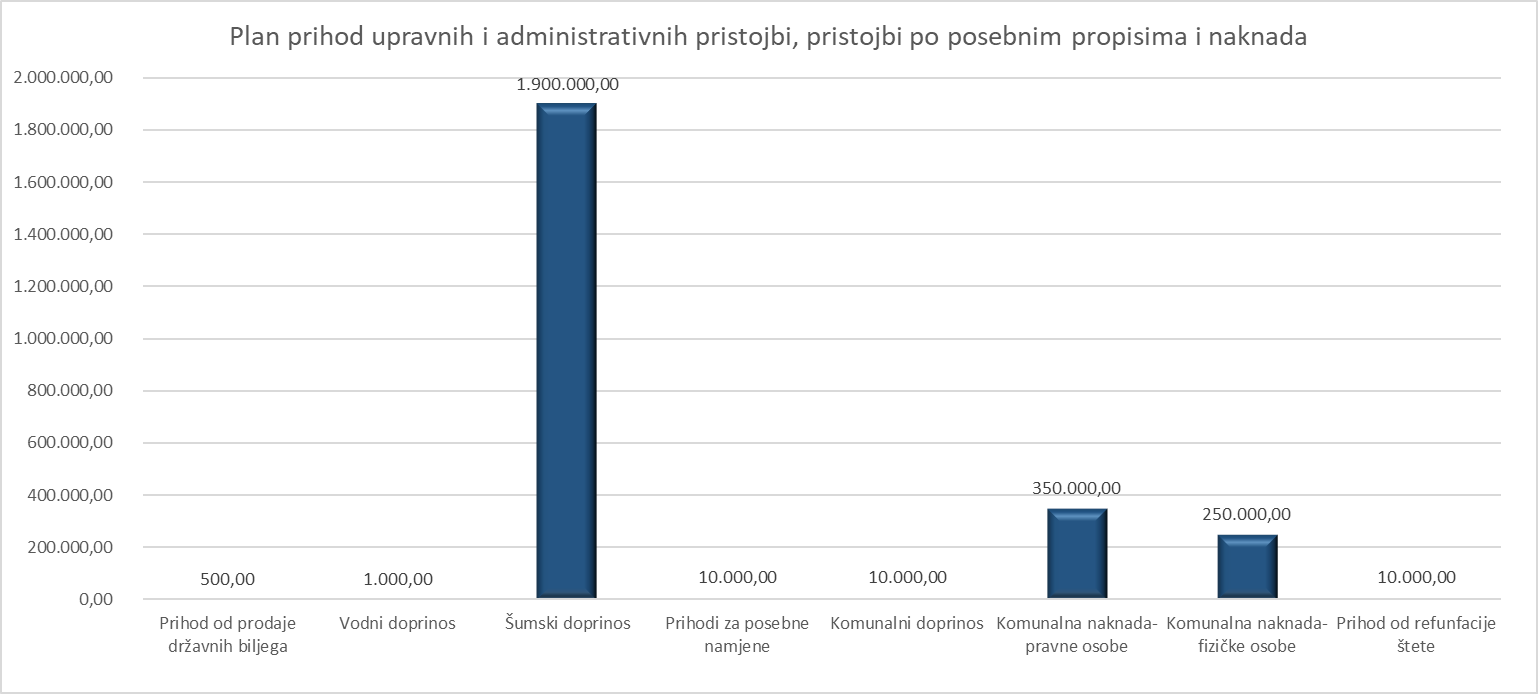 Plan prihod upravnih i administrativnih pristojbi, pristojbi po posebnim propisima i naknada
2.000.000,00
1.800.000,00
1.600.000,00
1.400.000,00
1.200.000,00
1.000.000,00
800.000,00
600.000,00
400.000,00
200.000,00
0,00
500,00
1.000,00
1.900.000,00
10.000,00
10.000,00
350.000,00
250.000,00
10.000,00
Prihod od prodaje
državnih biljega
Vodni doprinos
Šumski doprinos
Prihodi za posebne
namjene
Komunalni doprinos
Komunalna naknada-
pravne osobe
Komunalna naknada-
fizičke osobe
Prihod od refunfacije
štete